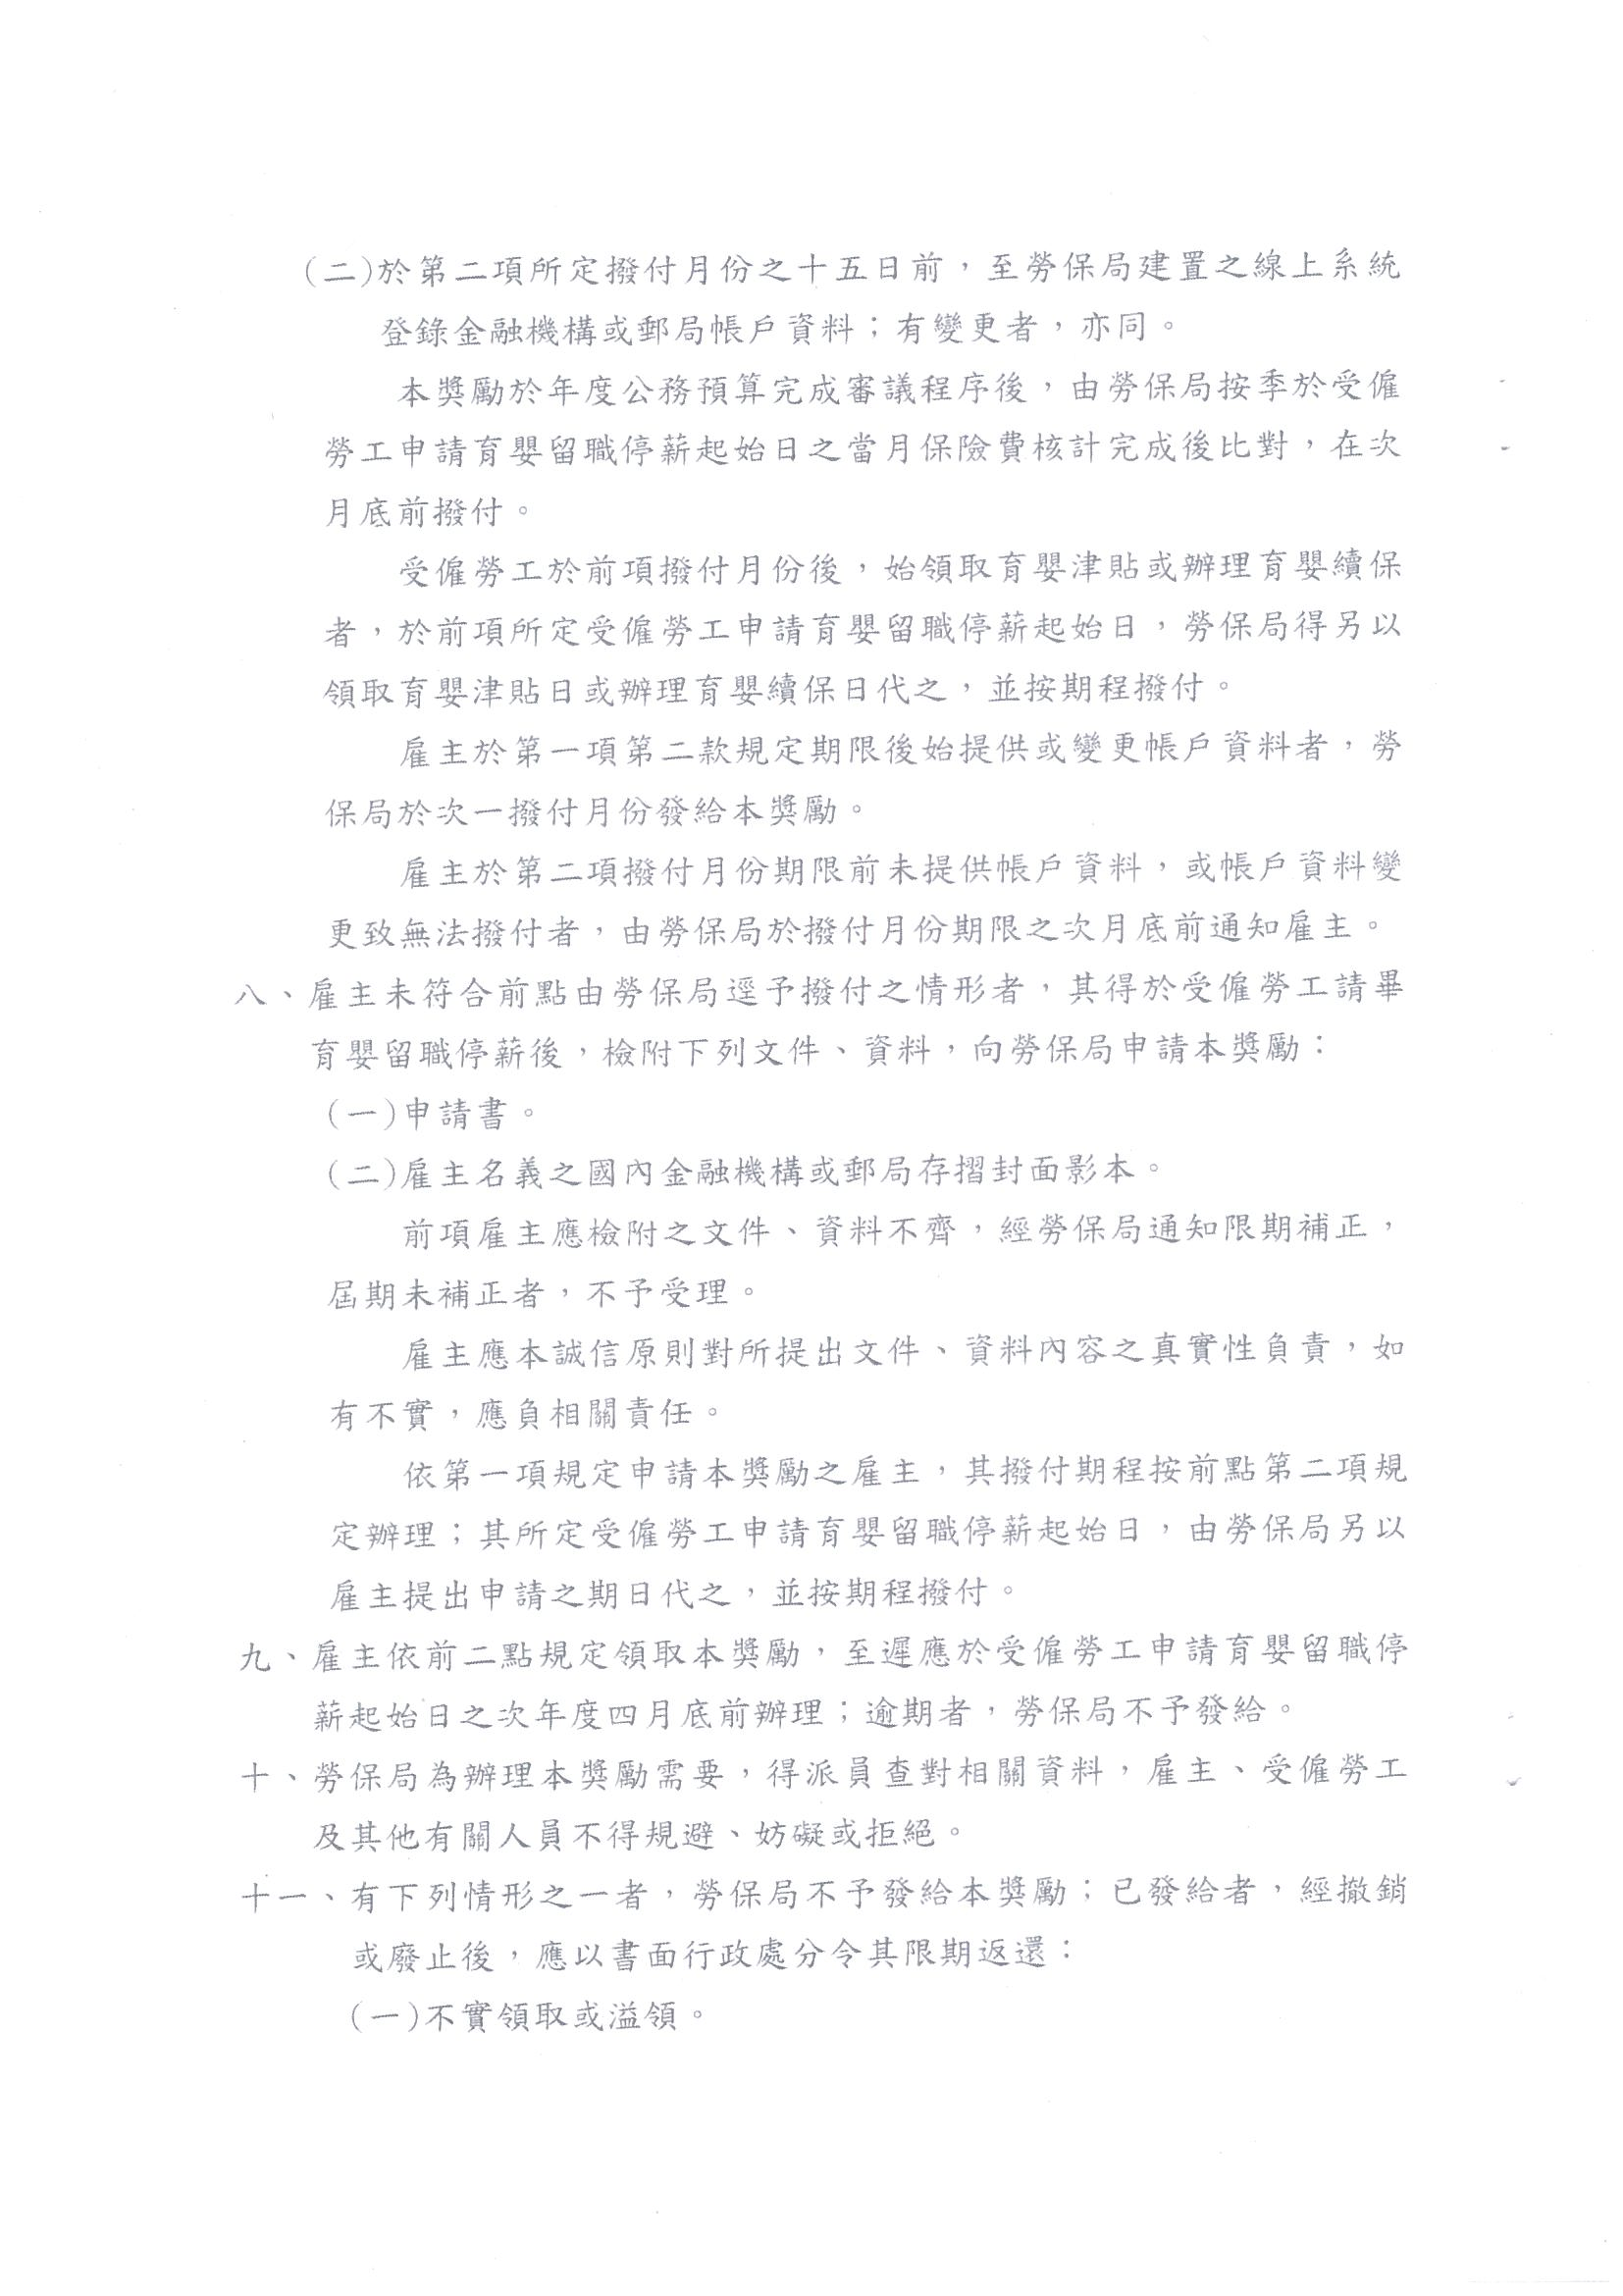 (二)於第二項所定撥付月份之十五日前，至勞保局建置之線上系統
登錄金融機構或郵局帳戶資料；有變更者，亦同。
本獎勵於年度公務預算完成審議程序後，由勞保局按季於受僱
勞工申請育嬰留職停薪起始日之當月保險費核計完成後比對，在次
月底前撥付。
受僱勞工於前項撥付月份後，始領取育嬰津貼或辦理育嬰續保
者，於前項所定受僱勞工申請育嬰留職停薪起始日，勞保局得另以
領取育嬰津貼日或辦理育嬰續保日代之，並按期程撥付。
雇主於第一項第二款規定期限後始提供或變更帳戶資料者，勞
保局於次一撥付月份發給本獎勵。
雇主於第二項撥付月份期限前未提供帳戶資料，或帳戶資料變
更致無法撥付者，由勞保局於撥付月份期限之次月底前通知雇主。
八、雇主未符合前點由勞保局逕予撥付之情形者，其得於受僱勞工請畢
育嬰留職停薪後，檢附下列文件、資料，向勞保局申請本獎勵：
(一)申請書。
(二)雇主名義之國內金融機構或郵局存摺封面影本。
前項雇主應檢附之文件、資料不齊，經勞保局通知限期補正，
屆期未補正者，不予受理。
雇主應本誠信原則對所提出文件、資料內容之真實性負責，如
有不實，應負相關責任。
依第一項規定申請本獎勵之雇主，其撥付期程按前點第二項規
定辦理；其所定受僱勞工申請育嬰留職停薪起始日，由勞保局另以
雇主提出申請之期日代之，並按期程撥付。
九、雇主依前二點規定領取本獎勵，至遲應於受僱勞工申請育嬰留職停
薪起始日之次年度四月底前辦理；逾期者，勞保局不予發給。
十、勞保局為辦理本獎勵需要，得派員查對相關資料，雇主、受僱勞工
及其他有關人員不得規避、妨礙或拒絕。
十一、有下列情形之一者，勞保局不予發給本獎勵；已發給者，經撤銷
或廢止後，應以書面行政處分令其限期返還：
(一)不實領取或溢領。